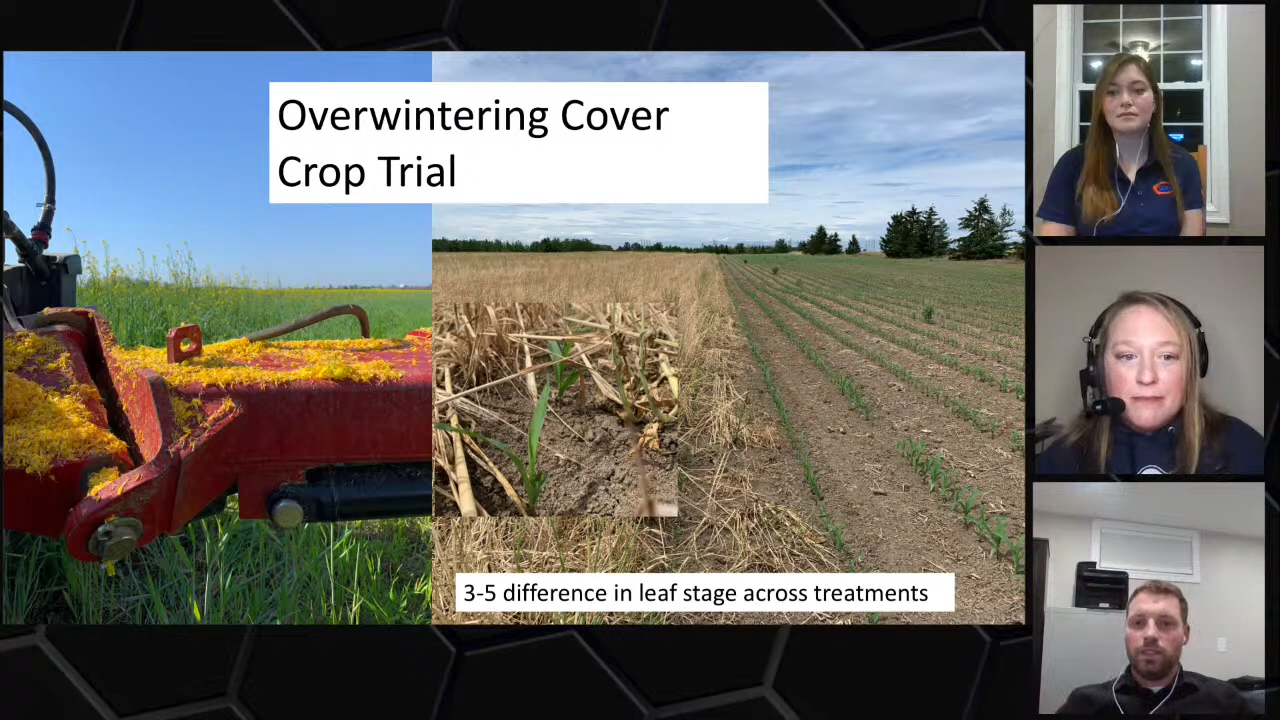 Overwintering Cover
Crop Trial
3-5 difference in leaf stage across treatments